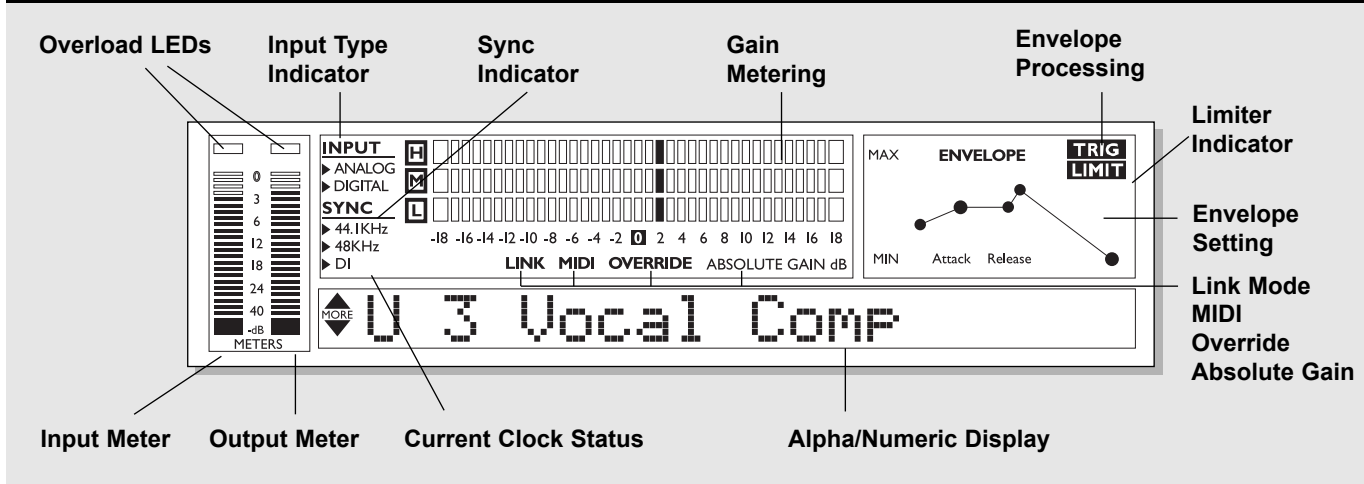 Overload LEDs
Input Type
Indicator
Sync
Indicator
Gain
Metering
Envelope
Processing
Limiter
Indicator
Envelope
Setting
Link Mode
MIDI
Override
Absolute Gain
0
3
6
12
18
24
40
-dB
METERS
INPUT
ANALOG
DIGITAL
SYNC
44.1KHz
48KHz
DI
H
M
L
-18 -16 -14 -12 -10 -8 -6 -4 -2 0 2 4 6 8 10 12 14 16 18
LINK MIDI OVERRIDE ABSOLUTE GAIN dB
MAX ENVELOPE TRIG
LIMIT
MIN Attack Release
MORE
U 3 Vocal Comp
Input Meter Output Meter Current Clock Status Alpha/Numeric Display